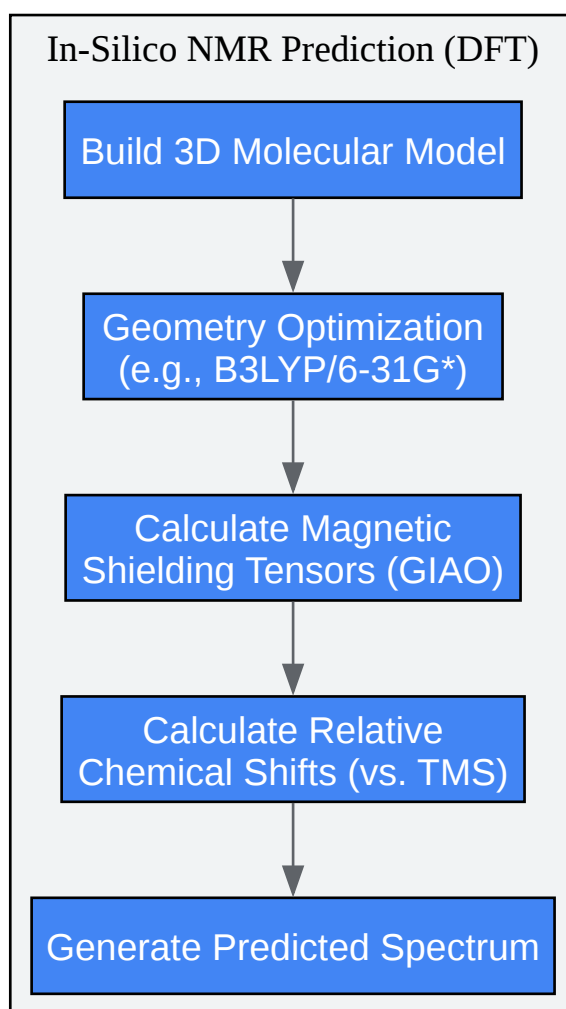 In-Silico NMR Prediction (DFT)
Build 3D Molecular Model
Geometry Optimization
(e.g., B3LYP/6-31G*)
Calculate Magnetic
Shielding Tensors (GIAO)
Calculate Relative
Chemical Shifts (vs. TMS)
Generate Predicted Spectrum